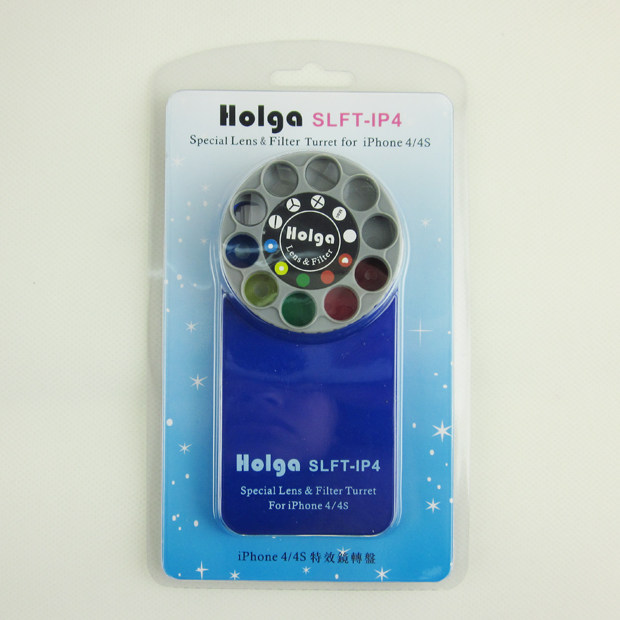 Holga SLFT-IP4
Special Lens & Filter Turret for iPhone 4/4S
Holga
Lens & Filter
Holga SLFT-IP4
Special Lens & Filter Turret
For iPhone 4/4S
iPhone 4/4S 特效鏡轉盤